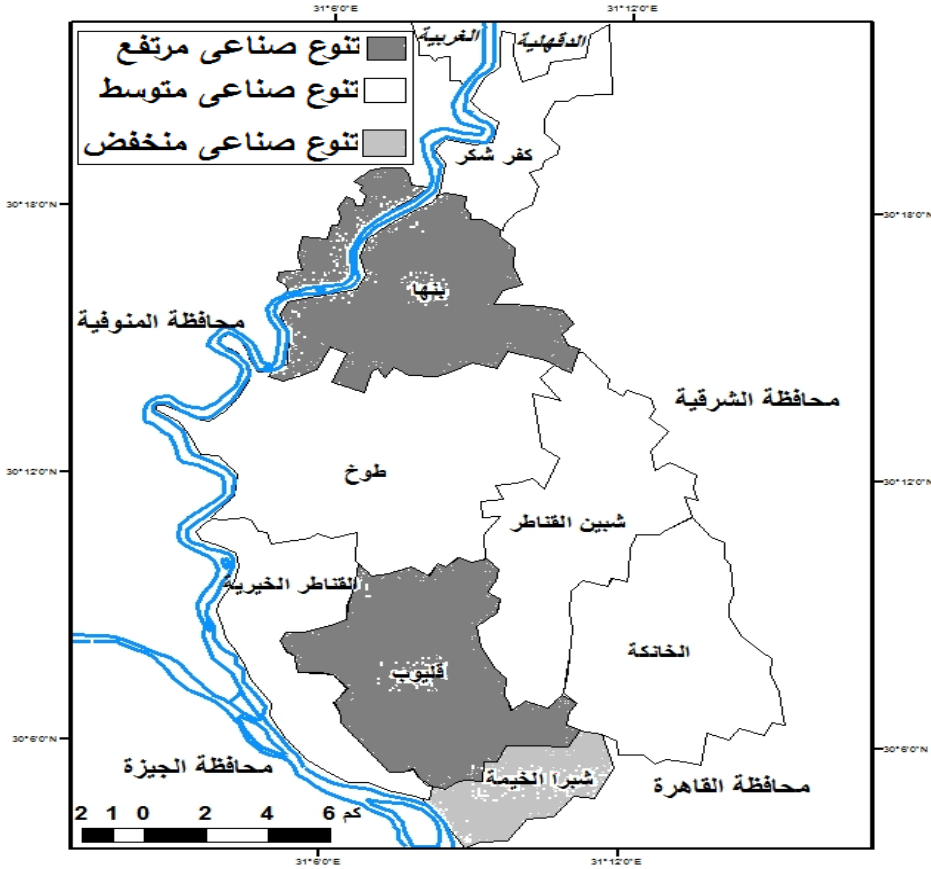 31°6'0"E
31°12'0"E
تنوع صناعى مرتفع
تنوع صناعى متوسط
تنوع صناعى منخفض
الغربية
الدقهلية
كفر شكر
30°18'0"N
30°18'0"N
بنها
محافظة المنوفية
محافظة الشرقية
30°12'0"N
30°12'0"N
طوخ
شبين القناطر
القناطر الخيرية
الخانكة
قليوب
30°6'0"N
30°6'0"N
محافظة الجيزة
شبرا الخيمة
محافظة القاهرة
2 1 0 2 4 6 كم
31°6'0"E
31°12'0"E